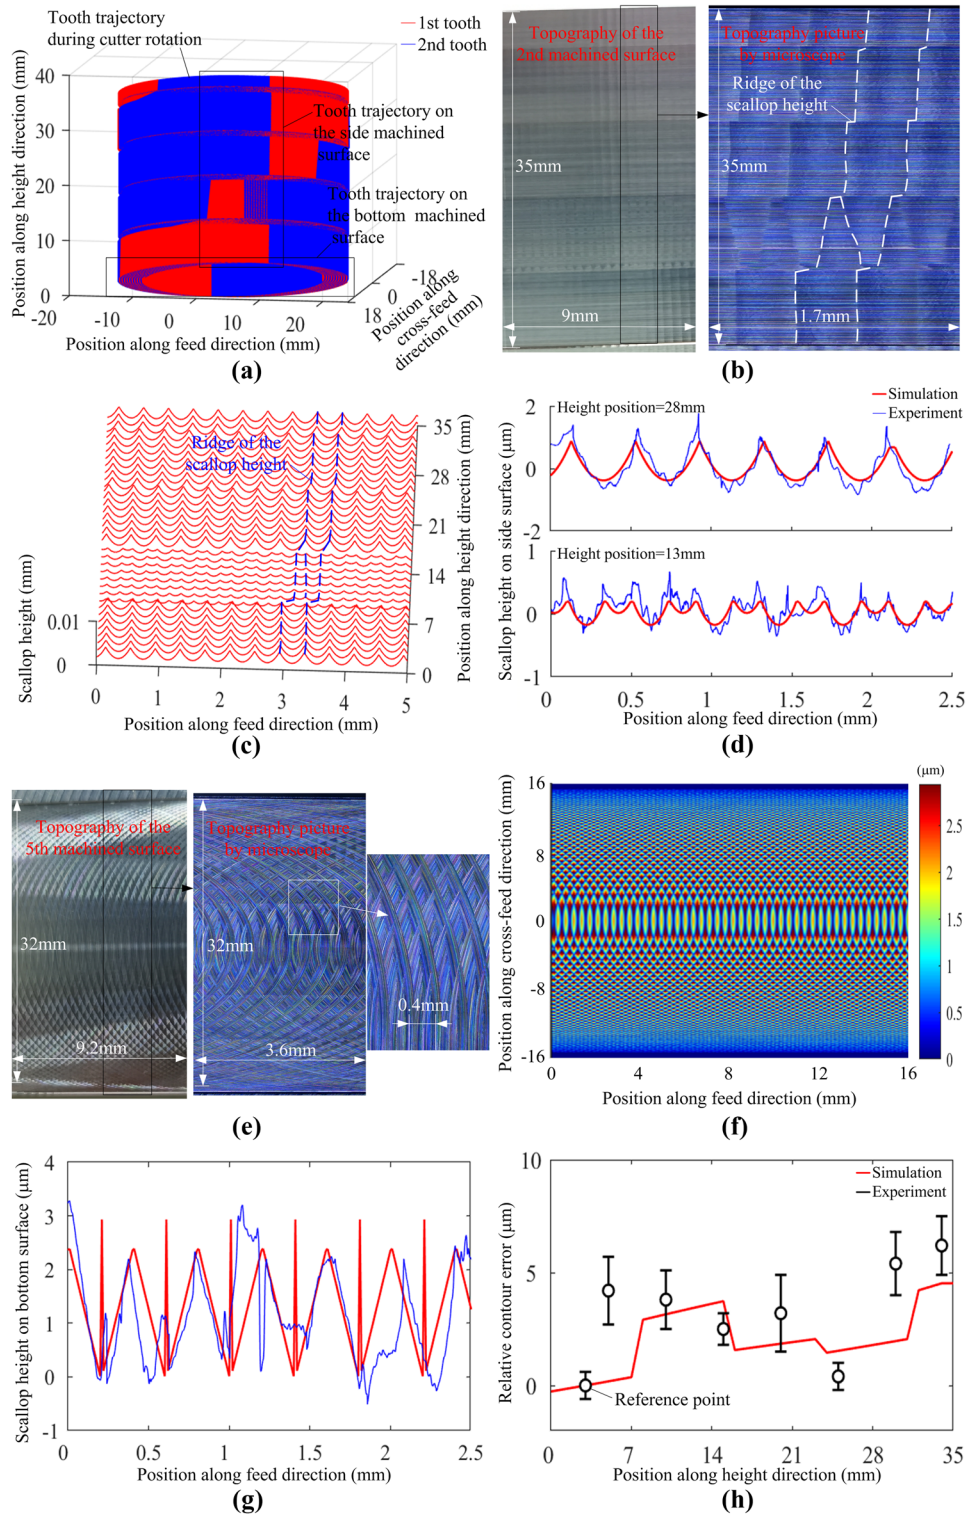 Tooth trajectory
during cutter rotation
1st tooth
2nd tooth
Position along height direction (mm)
40
30
20
10
0
Tooth trajectory on
the side machined
surface
Tooth trajectory on
the bottom machined
surface
-20
-10
0
10
20
-18
0
18
Position along feed direction (mm)
Position along
cross-feed
direction (mm)
(a)
Topography of the
2nd machined surface
35mm
9mm
Topography picture
by microscope
Ridge of the
scallop height
35mm
1.7mm
(b)
Ridge of the
scallop height
Scallop height (mm)
0.01
0
0
1
2
3
4
5
Position along feed direction (mm)
35
28
21
14
7
0
Position along height direction (mm)
(c)
Simulation
Experiment
Height position=28mm
2
0
-2
Height position=13mm
1
0
-1
Scallop height on side surface (μm)
0
0.5
1
1.5
2
2.5
Position along feed direction (mm)
(d)
Topography of the
5th machined surface
32mm
9.2mm
Topography picture
by microscope
32mm
3.6mm
0.4mm
(e)
(μm)
16
8
0
-8
-16
Position along cross-feed direction (mm)
0
4
8
12
16
Position along feed direction (mm)
2.5
2
1.5
1
0.5
0
(f)
Scallop height on bottom surface (μm)
4
3
2
1
0
-1
0
0.5
1
1.5
2
2.5
Position along feed direction (mm)
(g)
Simulation
Experiment
Relative contour error (μm)
10
5
0
Reference point
0
7
15
21
28
35
Position along height direction (mm)
(h)